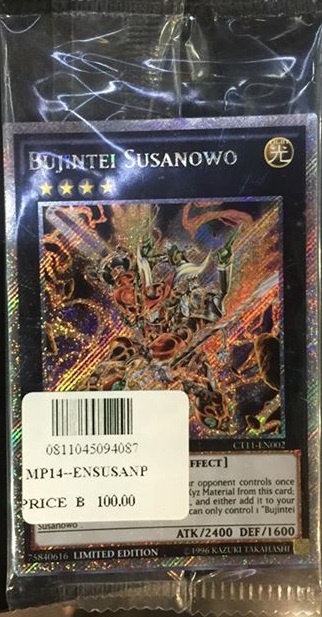 BUJINTEI SUSANOWO
光
CT11-EN002
0811045094087
MP14--ENSUSANP
PRICE B 100.00
EFFECT]
r opponent controls once
Xyz Material from this card;
, and either add it to your
can only control 1 "Bujintei
Susanowo".
ATK/2400 DEF/1600
75840616 LIMITED EDITION ©1996 KAZUKI TAKAHASHI